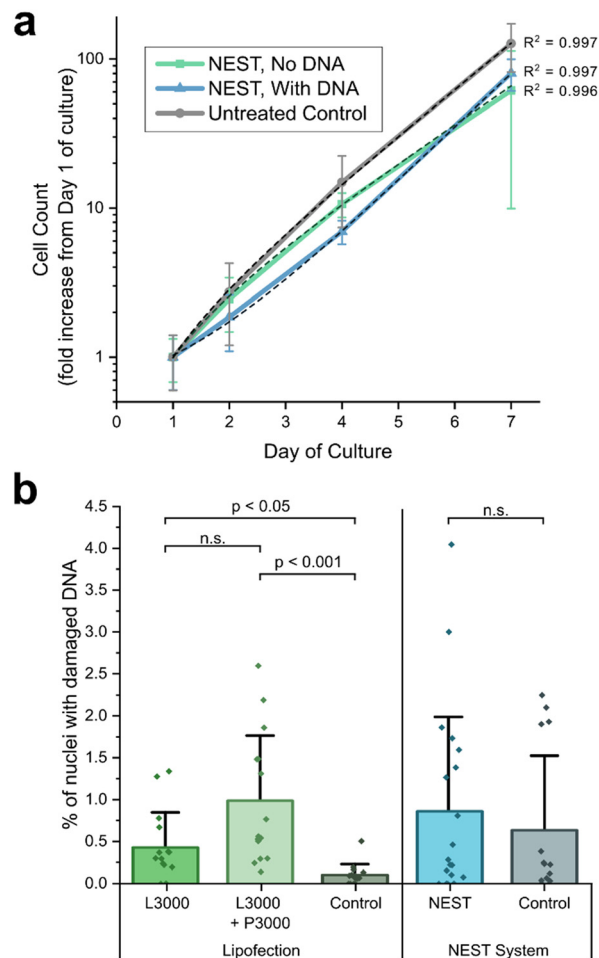 a
Cell Count
(fold increase from Day 1 of culture)
100
10
1
NEST, No DNA
NEST, With DNA
Untreated Control
R² = 0.997
R² = 0.997
R² = 0.996
0 1 2 3 4 5 6 7
Day of Culture
b
% of nuclei with damaged DNA
4.5
4.0
3.5
3.0
2.5
2.0
1.5
1.0
0.5
0.0
p < 0.05
n.s.
p < 0.001
n.s.
L3000 L3000 Control NEST Control
+ P3000
Lipofection NEST System